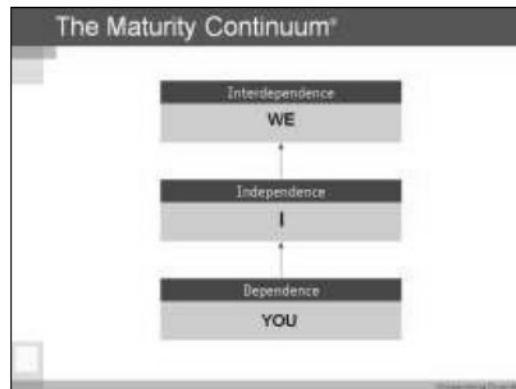 The Maturity Continuum®
Interdependence
WE
Independence
I
Dependence
YOU